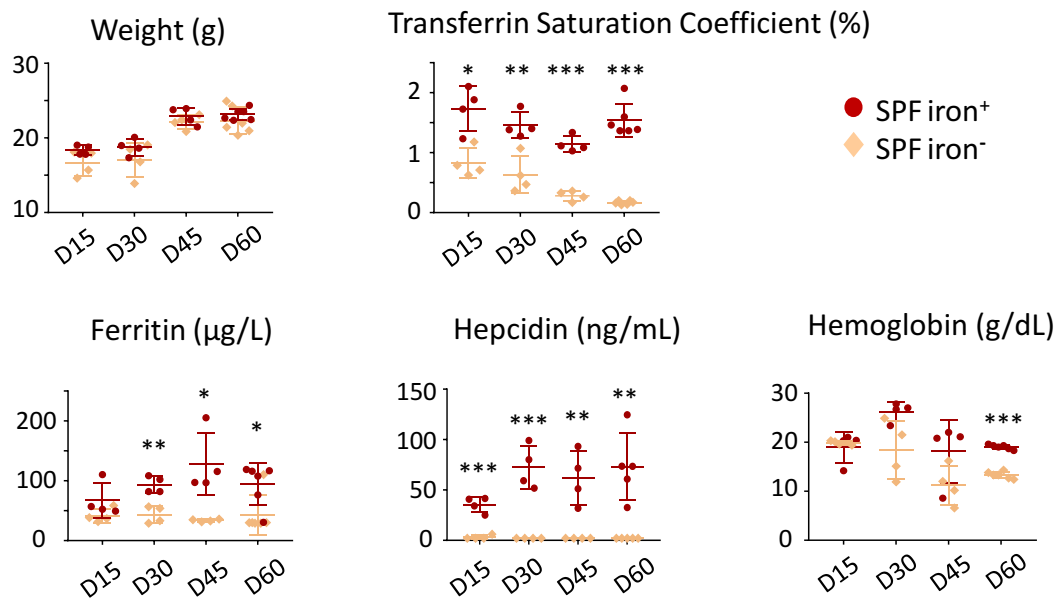 Weight (g)
30
20
10
D15 D30 D45 D60
Transferrin Saturation Coefficient (%)
* ** *** ***
2
1
0
D15 D30 D45 D60
SPF iron⁺
SPF iron⁻
Ferritin (µg/L)
200
100
0
** * *
D15 D30 D45 D60
Hepcidin (ng/mL)
150
100
50
0
*** *** ** **
D15 D30 D45 D60
Hemoglobin (g/dL)
30
20
10
0
***
D15 D30 D45 D60